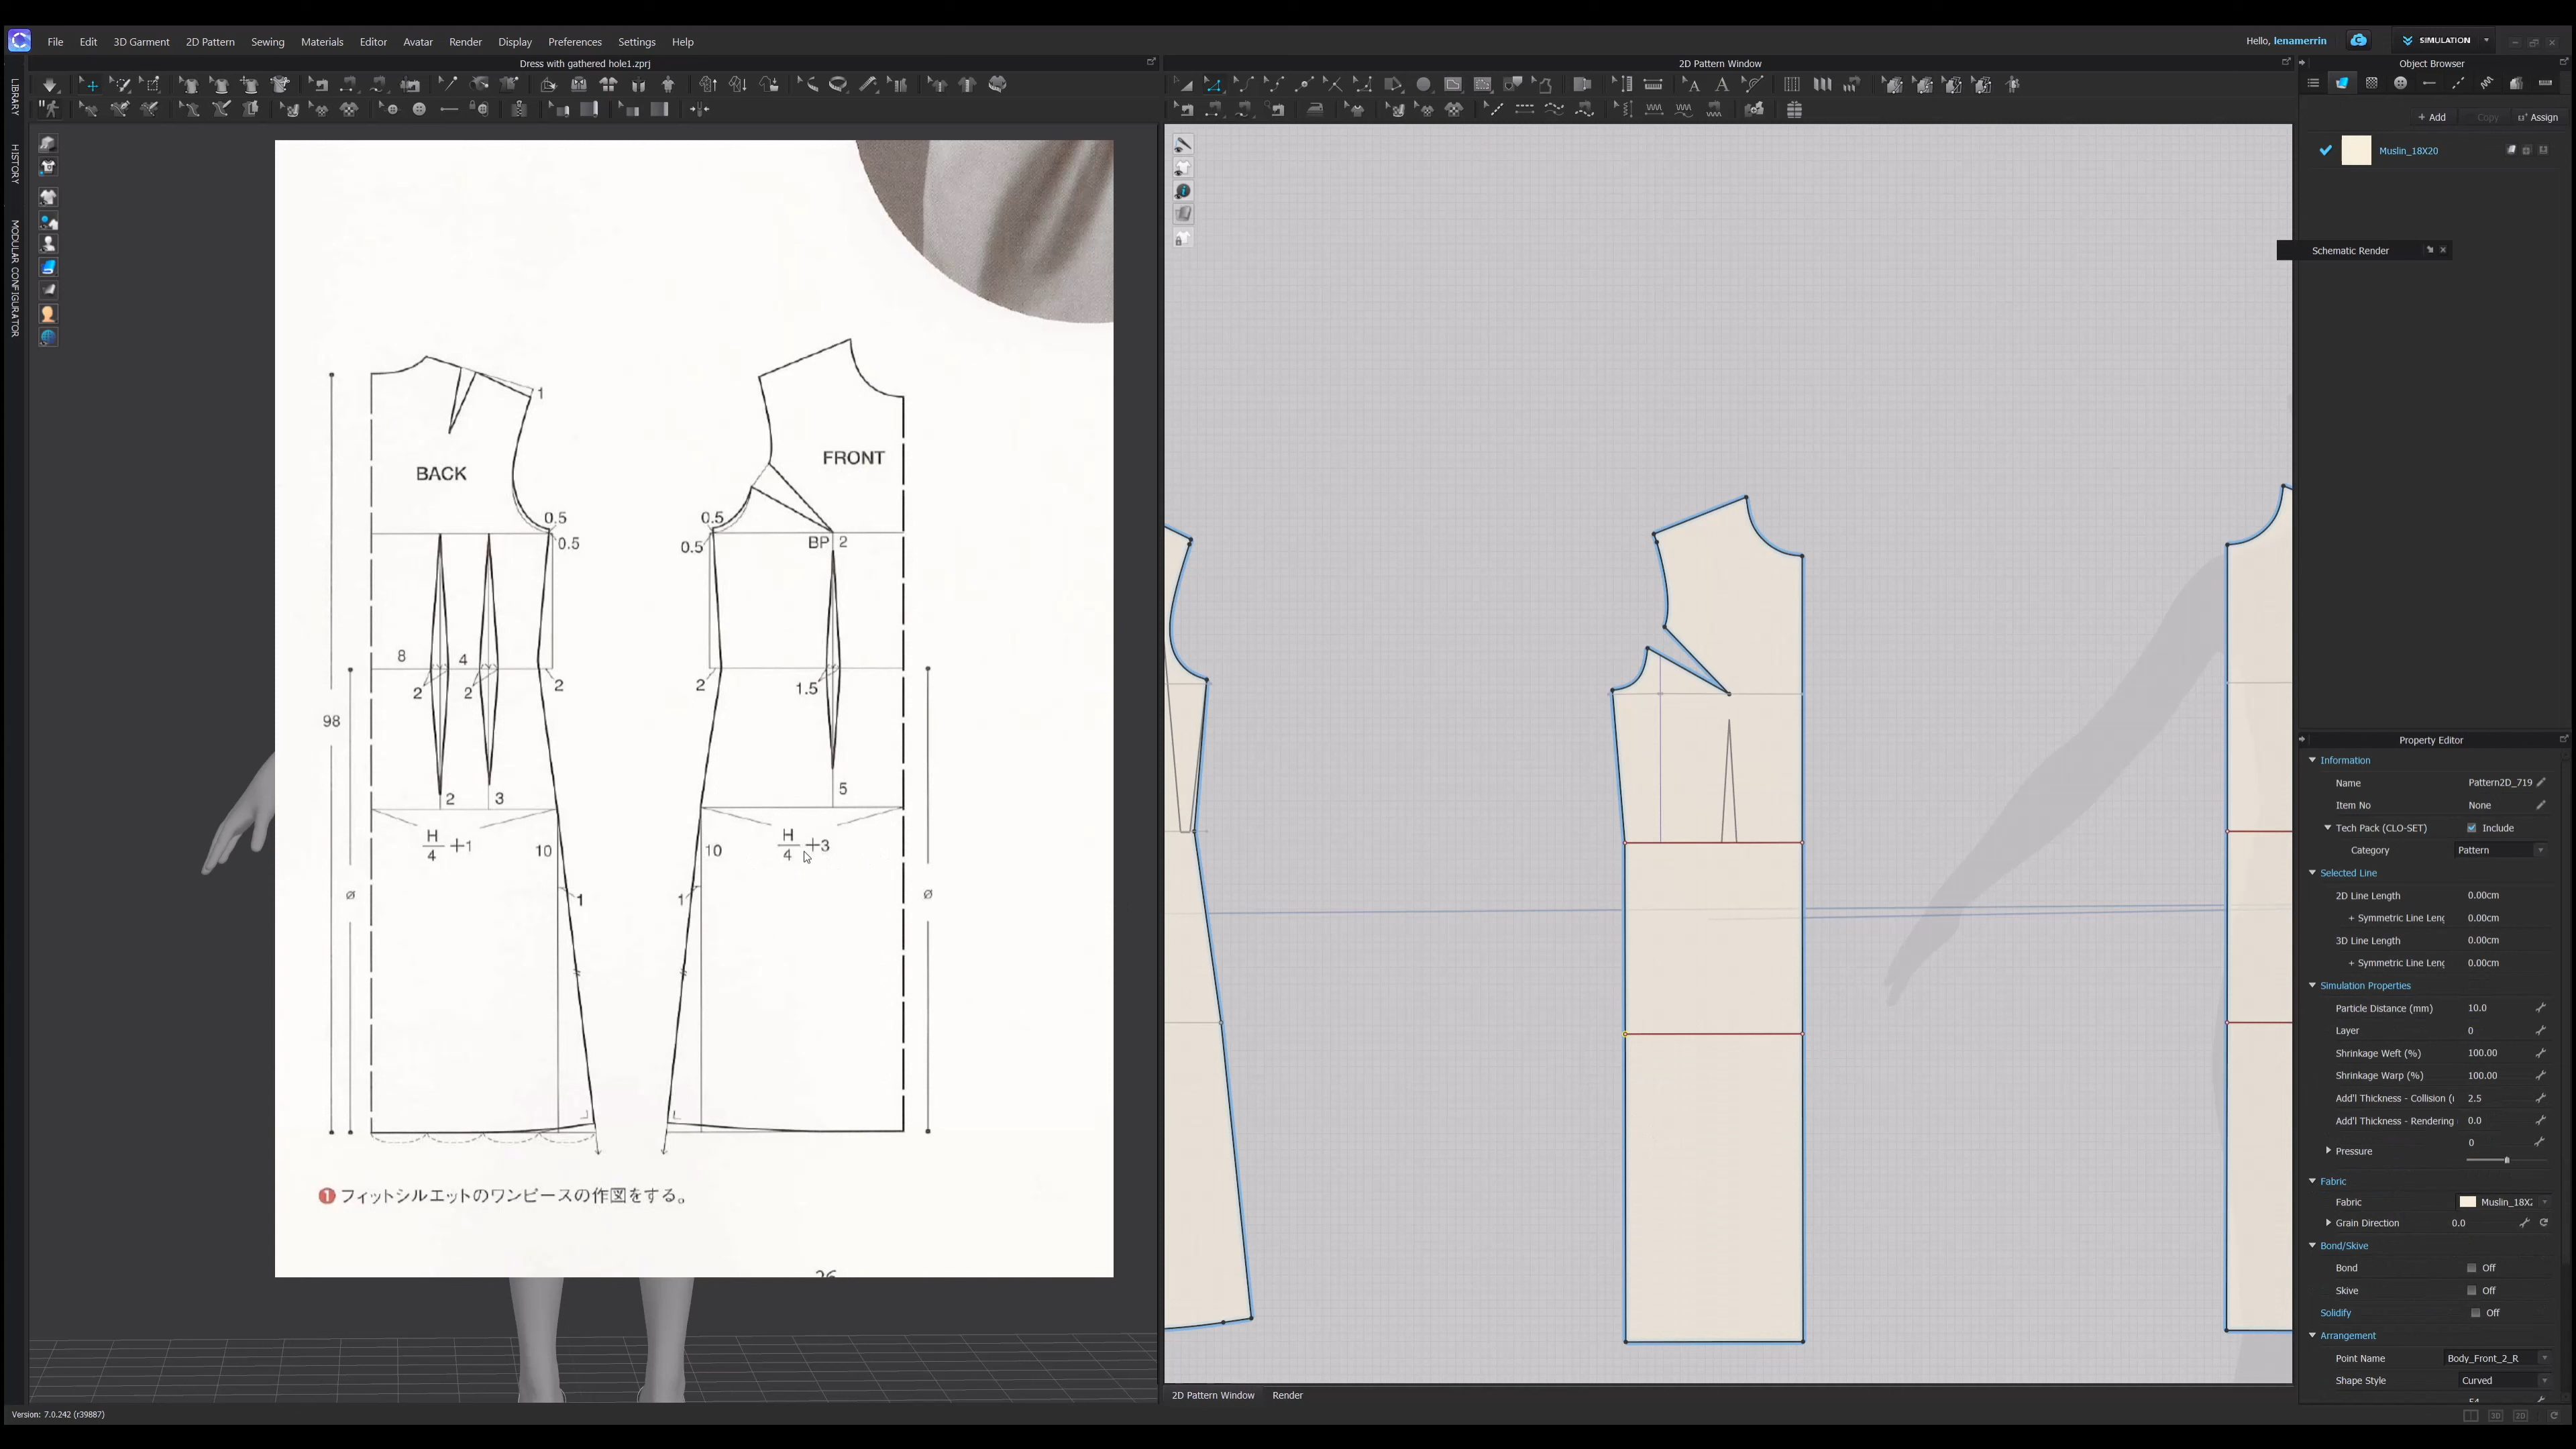 File Edit 3D Garment 2D Pattern Sewing Materials Editor Avatar Render Display Preferences Settings Help
Hello, lenamerrin
SIMULATION
Dress with gathered hole1.zprj
2D Pattern Window
Object Browser
LIBRARY
HISTORY
MODULAR CONFIGURATOR
+ Add
Copy
Assign
Muslin_18X20
Schematic Render
1
BACK
FRONT
0.5
0.5
0.5
0.5
BP 2
8
4
2
2
2
2
1.5
98
2
3
5
H
4
+1
10
10
H
4
+3
ø
1
1
ø
❶フィットシルエットのワンピースの作図をする。
Property Editor
Information
Name Pattern2D_719
Item No None
Tech Pack (CLO-SET) Include
Category Pattern
Selected Line
2D Line Length 0.00cm
+ Symmetric Line Leng 0.00cm
3D Line Length 0.00cm
+ Symmetric Line Leng 0.00cm
Simulation Properties
Particle Distance (mm) 10.0
Layer 0
Shrinkage Weft (%) 100.00
Shrinkage Warp (%) 100.00
Add'l Thickness - Collision (r 2.5
Add'l Thickness - Rendering 0.0
Pressure 0
Fabric
Fabric Muslin_18X2
Grain Direction 0.0
Bond/Skive
Bond Off
Skive Off
Solidify Off
Arrangement
Point Name Body_Front_2_R
Shape Style Curved
2D Pattern Window Render
Version: 7.0.242 (r39887)
3D 2D